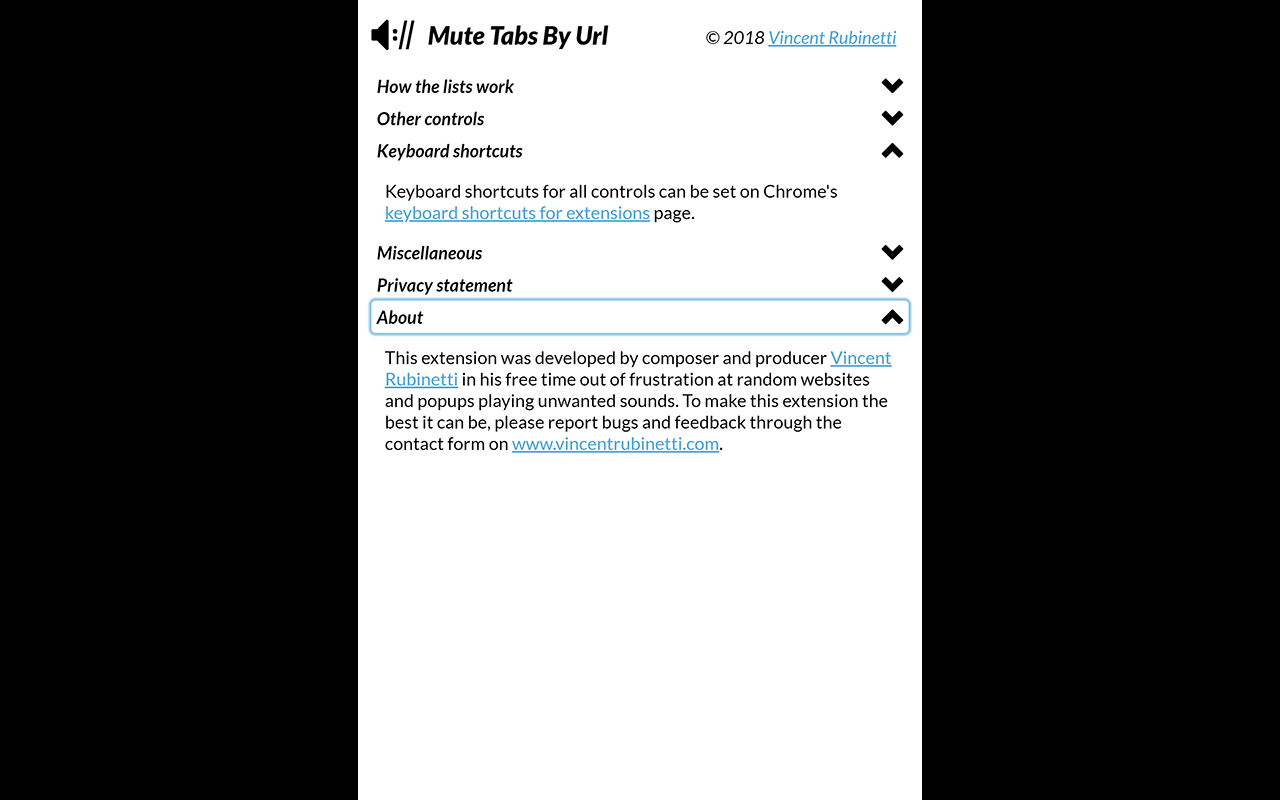 Mute Tabs By Url
© 2018 Vincent Rubinetti
How the lists work
Other controls
Keyboard shortcuts
Keyboard shortcuts for all controls can be set on Chrome's
keyboard shortcuts for extensions page.
Miscellaneous
Privacy statement
About
This extension was developed by composer and producer Vincent
Rubinetti in his free time out of frustration at random websites
and popups playing unwanted sounds. To make this extension the
best it can be, please report bugs and feedback through the
contact form on www.vincentrubinetti.com.